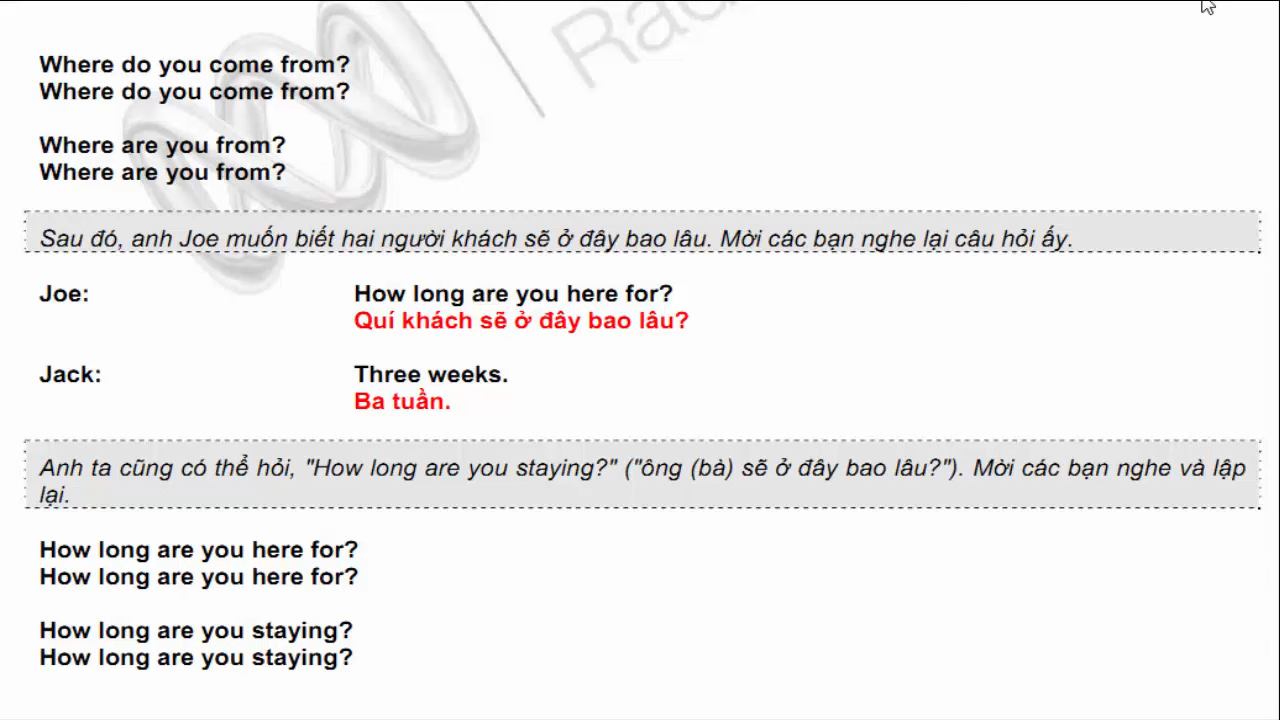 Where do you come from?
Where do you come from?
Where are you from?
Where are you from?
Sau đó, anh Joe muốn biết hai người khách sẽ ở đây bao lâu. Mời các bạn nghe lại câu hỏi ấy.
Joe: How long are you here for?
Quí khách sẽ ở đây bao lâu?
Jack: Three weeks.
Ba tuần.
Anh ta cũng có thể hỏi, "How long are you staying?" ("ông (bà) sẽ ở đây bao lâu?"). Mời các bạn nghe và lập
lại.
How long are you here for?
How long are you here for?
How long are you staying?
How long are you staying?